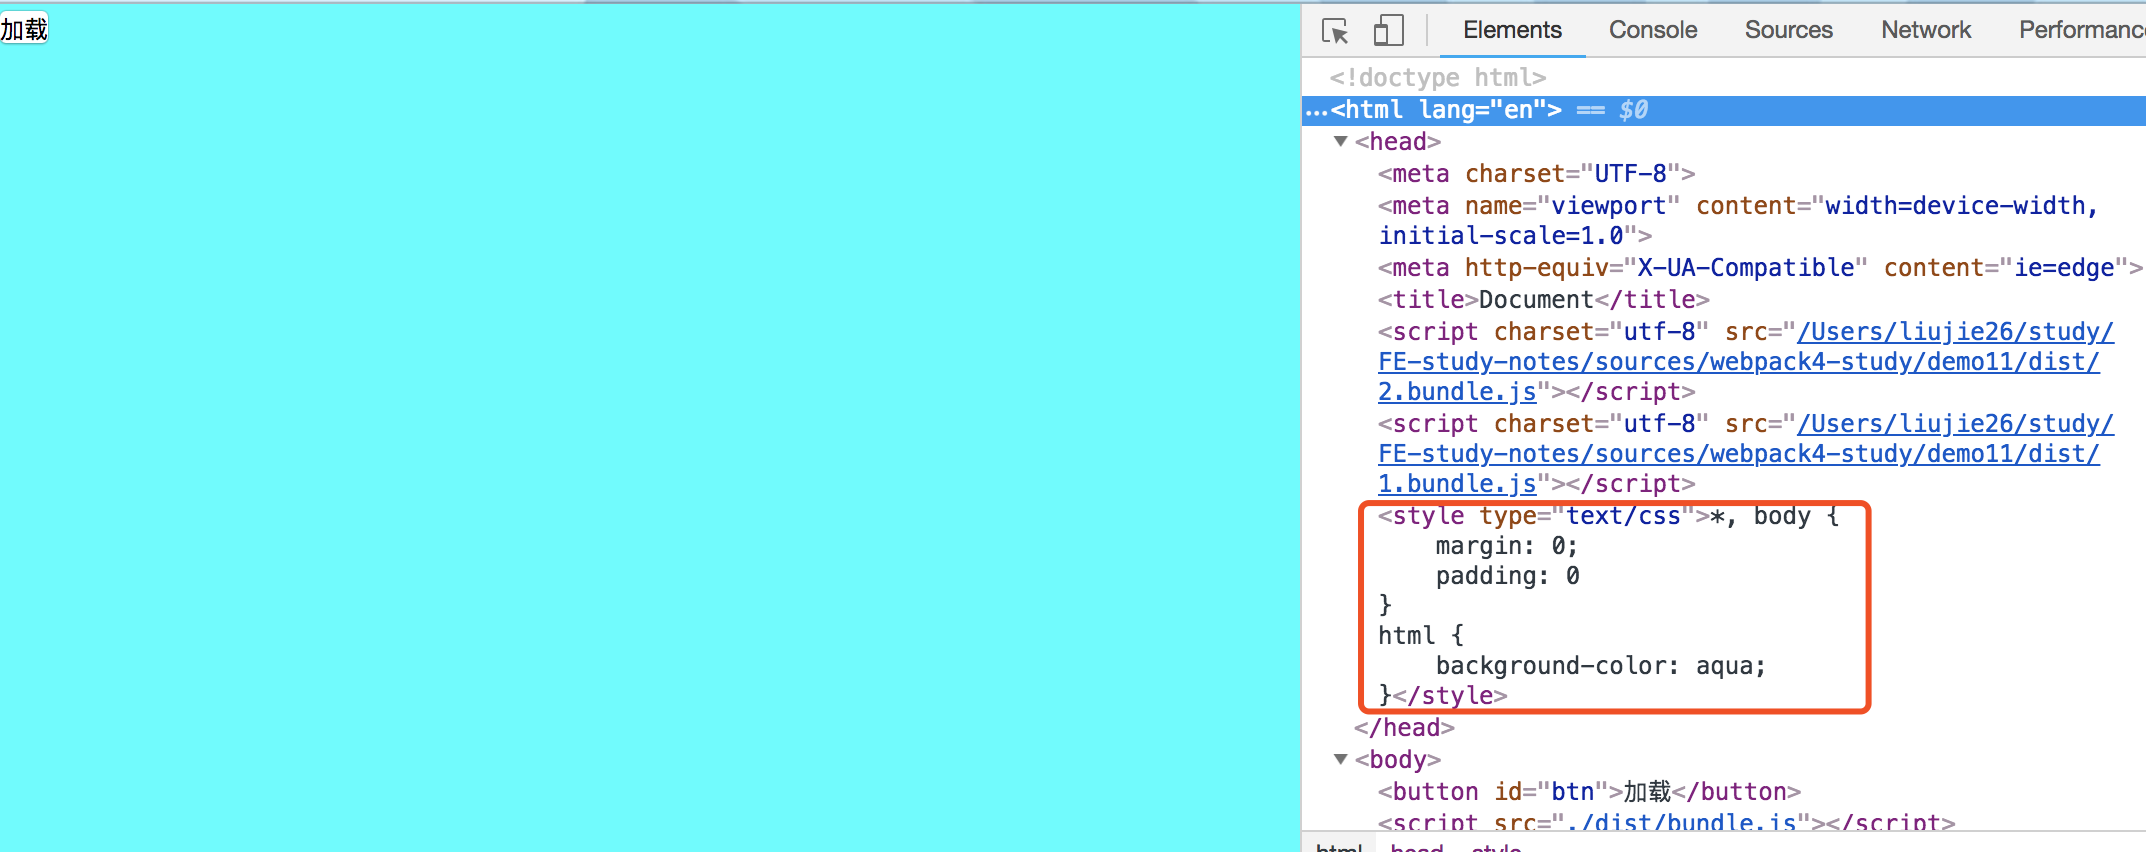 加载
Elements Console Sources Network Performanc
<!doctype html>
…<html lang="en"> == $0
▼<head>
<meta charset="UTF-8">
<meta name="viewport" content="width=device-width,
initial-scale=1.0">
<meta http-equiv="X-UA-Compatible" content="ie=edge">
<title>Document</title>
<script charset="utf-8" src="/Users/liujie26/study/
FE-study-notes/sources/webpack4-study/demo11/dist/
2.bundle.js"></script>
<script charset="utf-8" src="/Users/liujie26/study/
FE-study-notes/sources/webpack4-study/demo11/dist/
1.bundle.js"></script>
<style type="text/css">*, body {
margin: 0;
padding: 0
}
html {
background-color: aqua;
}</style>
</head>
▼<body>
<button id="btn">加载</button>
<script src="./dist/bundle.js"></script>
html head style